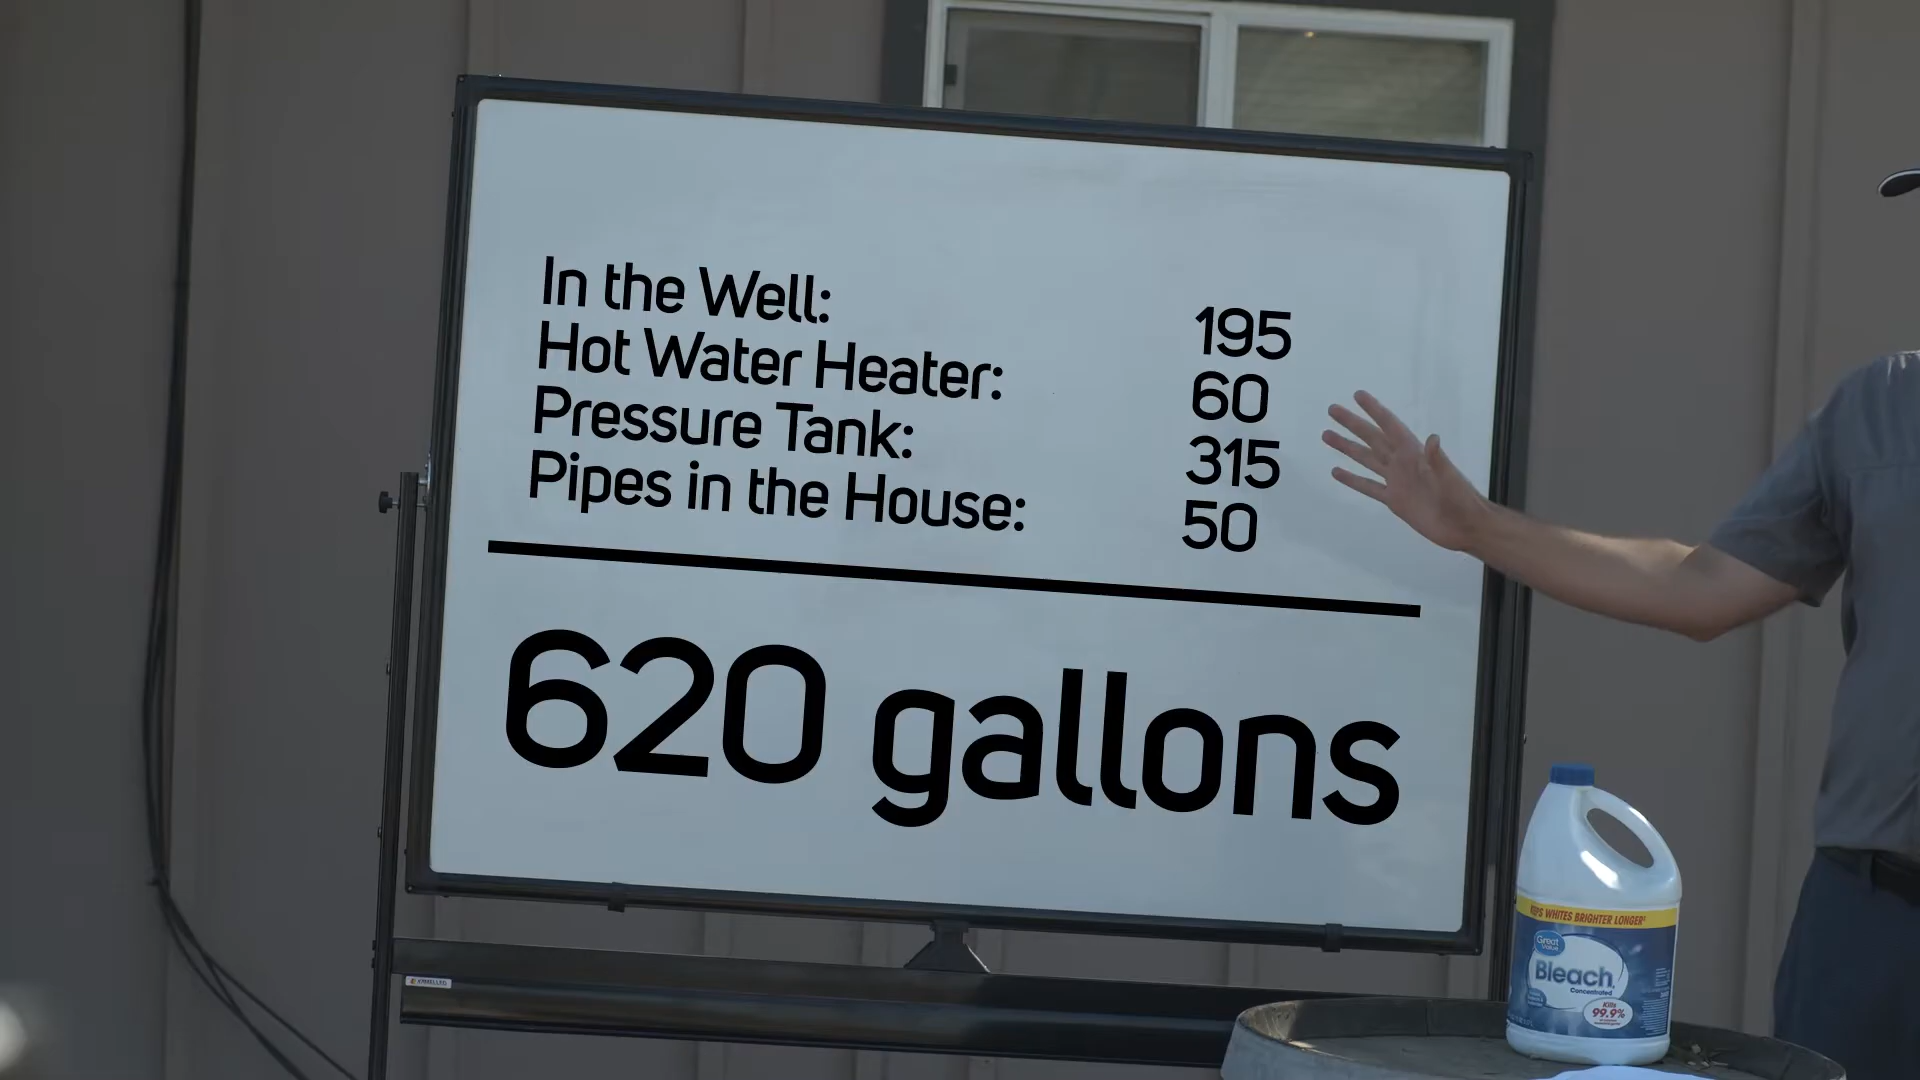 In the Well: 195
Hot Water Heater: 60
Pressure Tank: 315
Pipes in the House: 50
620 gallons
KEEPS WHITES BRIGHTER LONGER
Great Value
Bleach
Concentrated
Kills
99.9%